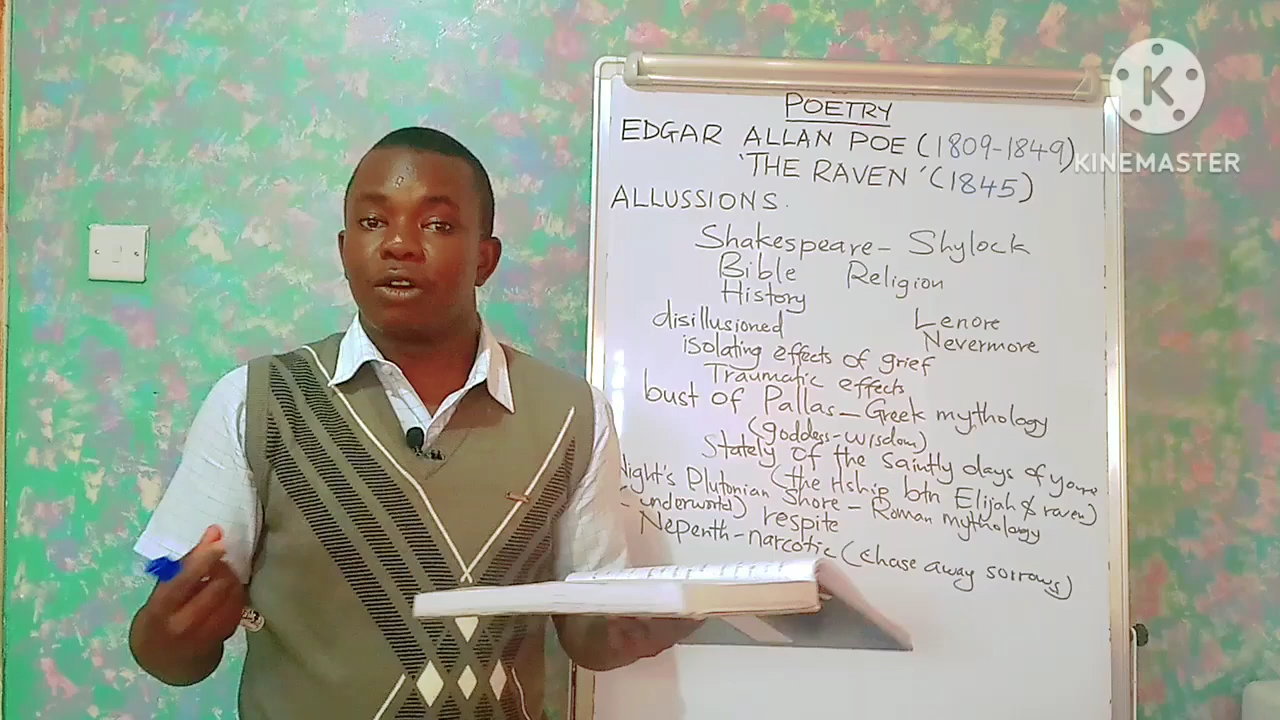 POETRY
EDGAR ALLAN POE (1809-1849)
'THE RAVEN' (1845)
ALLUSSIONS.
Shakespeare - Shylock
Bible Religion
History
disillusioned Lenore
Nevermore
isolating effects of grief
Traumatic effects
bust of Pallas - Greek mythology
(goddess-wisdom)
Stately of the saintly days of yore
(the Hship btn Elijah & raven)
Night's Plutonian Shore - Roman mythology
- underworld) respite
- Nepenth-narcotic (chase away sorrows)
K
KINEMASTER